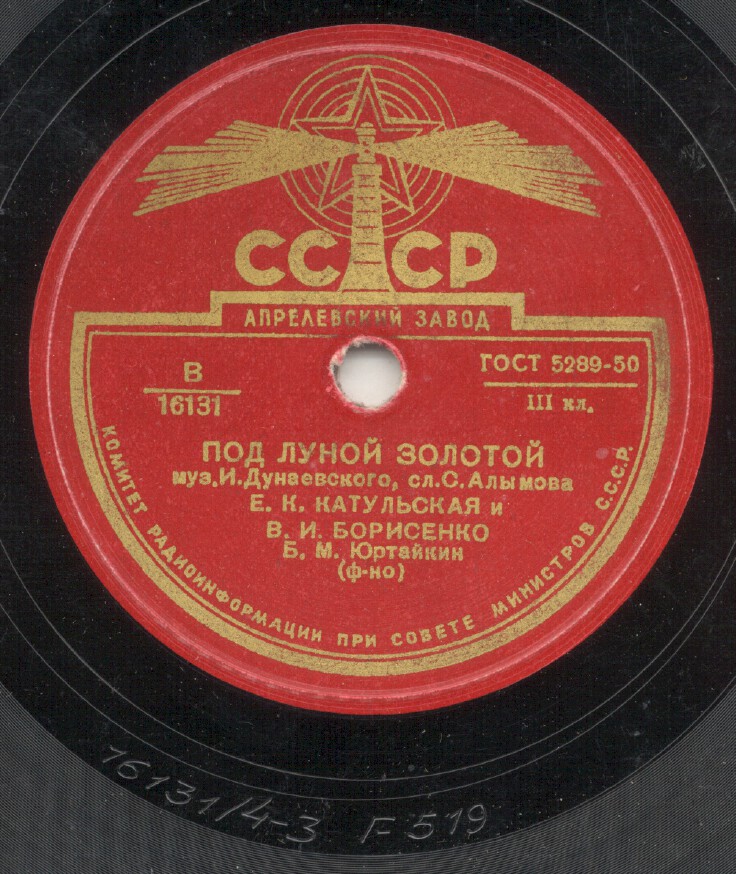 СССР
АПРЕЛЕВСКИЙ ЗАВОД
В
16131
ГОСТ 5289-50
III кл.
ПОД ЛУНОЙ ЗОЛОТОЙ
муз.И.Дунаевского, сл.С.Алымова
Е. К. КАТУЛЬСКАЯ и
В. И. БОРИСЕНКО
Б. М. Юртайкин
(ф-но)
КОМИТЕТ РАДИОИНФОРМАЦИИ ПРИ СОВЕТЕ МИНИСТРОВ С.С.С.Р.
16131/4-3 F 519